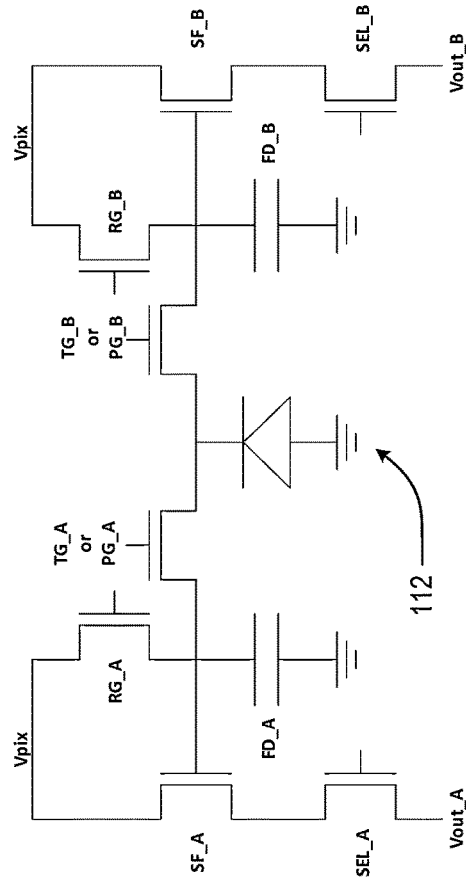 Vpix
RG_A
SF_A
FD_A
SEL_A
Vout_A
TG_A
or
PG_A
112
TG_B
or
PG_B
Vpix
RG_B
SF_B
FD_B
SEL_B
Vout_B